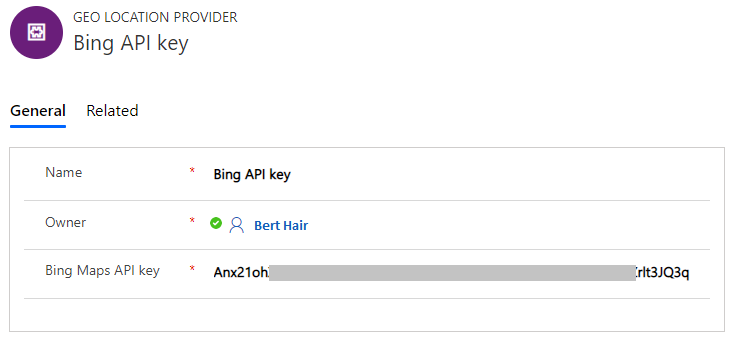 GEO LOCATION PROVIDER
Bing API key
General Related
Name * Bing API key
Owner * Bert Hair
Bing Maps API key * Anx21oh rlt3JQ3q